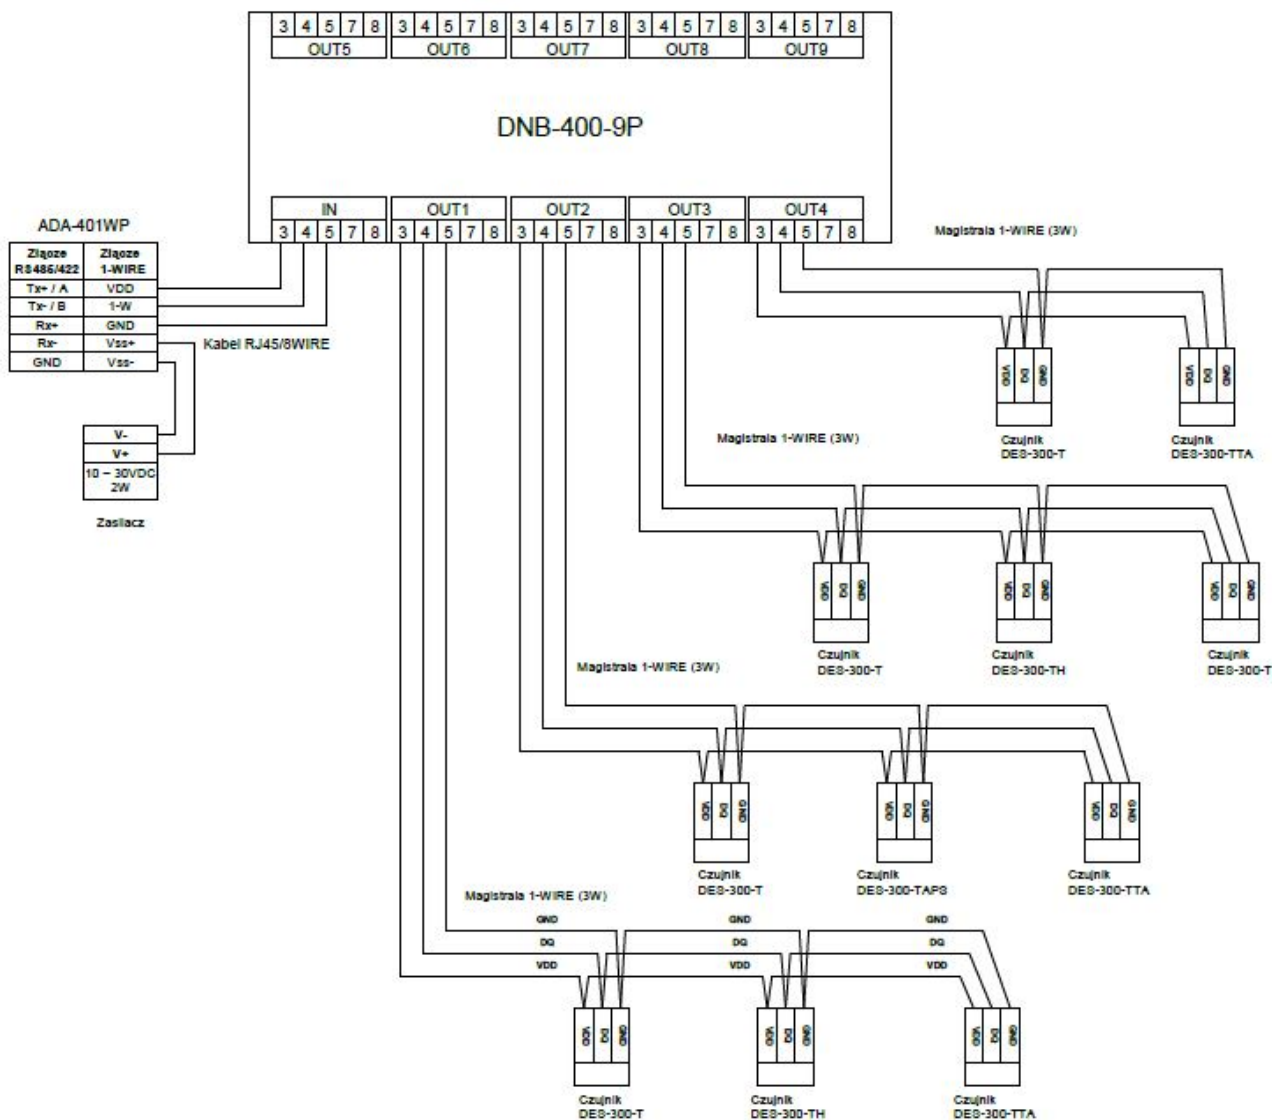 3 4 5 7 8 3 4 5 7 8 3 4 5 7 8 3 4 5 7 8 3 4 5 7 8
OUT5 OUT6 OUT7 OUT8 OUT9
DNB-400-9P
IN OUT1 OUT2 OUT3 OUT4
3 4 5 7 8 3 4 5 7 8 3 4 5 7 8 3 4 5 7 8 3 4 5 7 8
ADA-401WP
Złącze RS485/422 Złącze 1-WIRE
Tx+ / A VDD
Tx- / B 1-W
Rx+ GND
Rx- Vss+
GND Vss-
Kabel RJ45/8WIRE
V-
V+
10 – 30VDC
2W
Zasilacz
Magistrala 1-WIRE (3W)
VDD DQ GND VDD DQ GND
Czujnik
DES-300-T
Czujnik
DES-300-TTA
Magistrala 1-WIRE (3W)
VDD DQ GND VDD DQ GND VDD DQ GND
Czujnik
DES-300-T
Czujnik
DES-300-TH
Czujnik
DES-300-T
Magistrala 1-WIRE (3W)
VDD DQ GND VDD DQ GND VDD DQ GND
Czujnik
DES-300-T
Czujnik
DES-300-TAPS
Czujnik
DES-300-TTA
Magistrala 1-WIRE (3W)
GND GND GND
DQ DQ DQ
VDD VDD VDD
VDD DQ GND VDD DQ GND VDD DQ GND
Czujnik
DES-300-T
Czujnik
DES-300-TH
Czujnik
DES-300-TTA